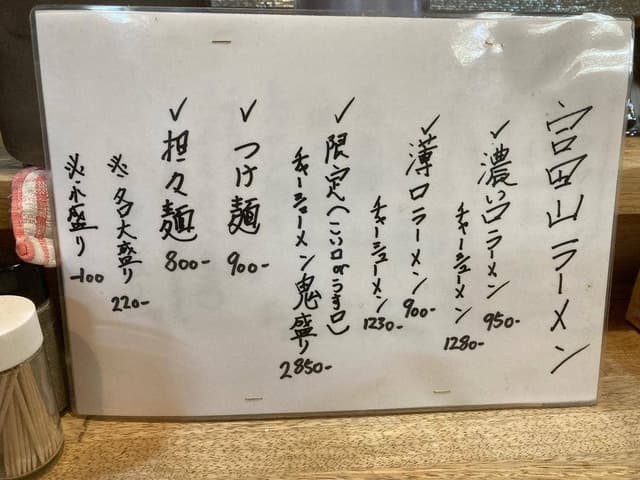 宮田山ラーメン
✓濃い口ラーメン 950-
チャーシューメン 1280-
✓薄口ラーメン 900-
チャーシューメン 1230-
✓限定(こい口orうす口)
チャーシューメン鬼盛り 2850-
✓つけ麺 900-
✓担々麺 800-
※各大盛り 220-
※小盛り -100